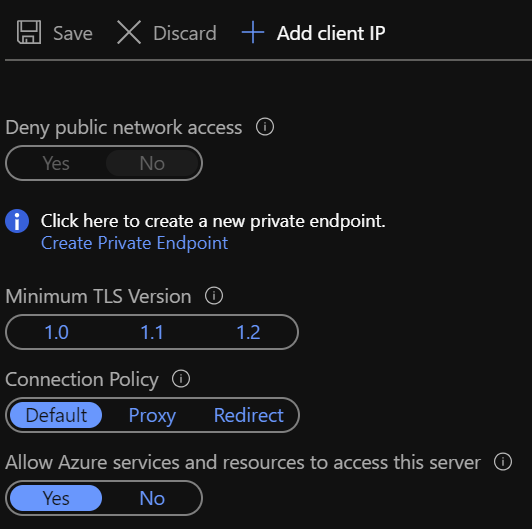 Save Discard Add client IP
Deny public network access
Yes No
Click here to create a new private endpoint.
Create Private Endpoint
Minimum TLS Version
1.0 1.1 1.2
Connection Policy
Default Proxy Redirect
Allow Azure services and resources to access this server
Yes No